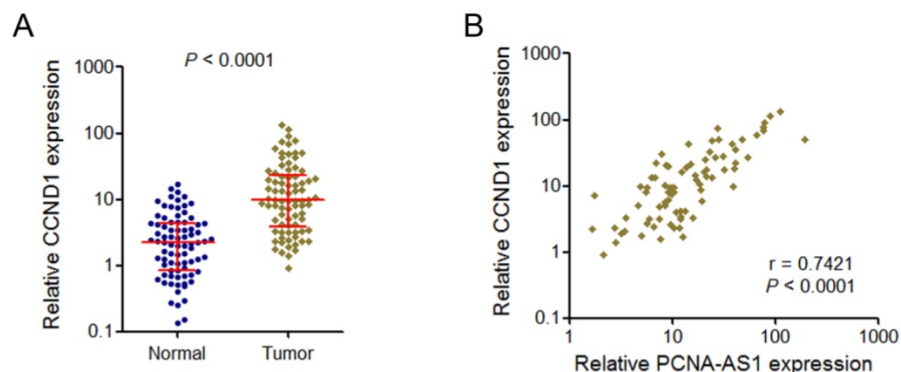 A
P < 0.0001
Relative CCND1 expression
1000
100
10
1
0.1
Normal
Tumor
B
Relative CCND1 expression
1000
100
10
1
0.1
r = 0.7421
P < 0.0001
1
10
100
1000
Relative PCNA-AS1 expression